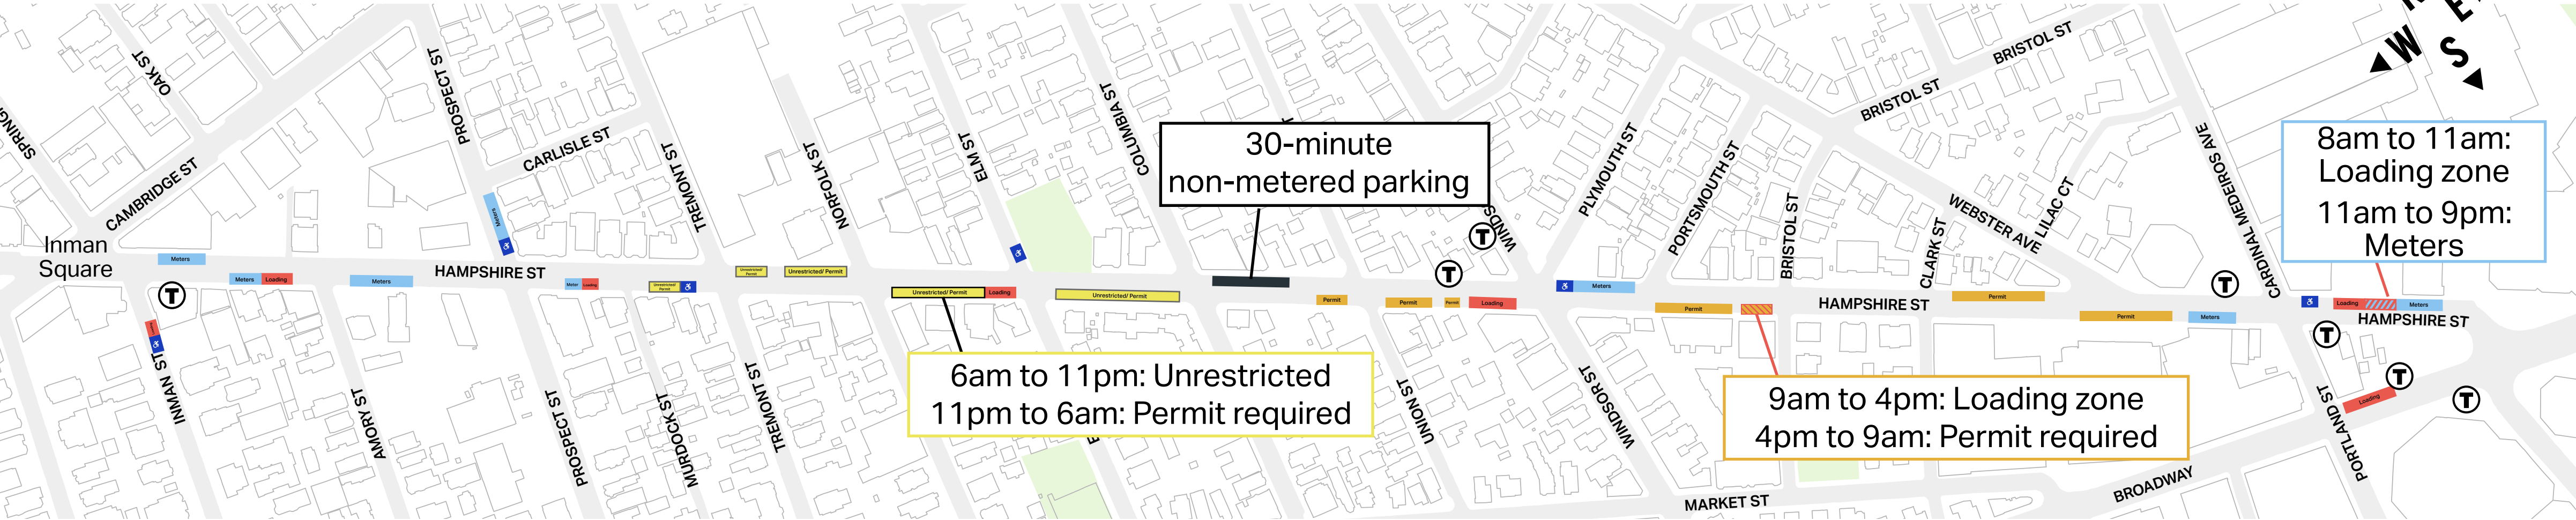 OAK ST
PROSPECT ST
CARLISLE ST
CAMBRIDGE ST
TREMONT ST
NORFOLK ST
ELM ST
COLUMBIA ST
30-minute
non-metered parking
PLYMOUTH ST
PORTSMOUTH ST
BRISTOL ST
BRISTOL ST
BRISTOL ST
WEBSTER AVE
LILAC CT
CLARK ST
CARDINAL MEDEIROS AVE
W
S
E
8am to 11am:
Loading zone
11am to 9pm:
Meters
Inman
Square
Meters
Meters
Meters
Loading
Meters
HAMPSHIRE ST
Meter
Loading
Unrestricted/ Permit
Unrestricted/
Permit
Unrestricted/ Permit
Unrestricted/ Permit
Loading
Unrestricted/ Permit
Permit
Permit
Permit
Loading
T
T
T
Meters
Permit
HAMPSHIRE ST
Permit
Permit
Meters
T
Loading
Meters
HAMPSHIRE ST
T
T
T
Loading
INMAN ST
AMORY ST
PROSPECT ST
MURDOCK ST
TREMONT ST
6am to 11pm: Unrestricted
11pm to 6am: Permit required
UNION ST
WINDSOR ST
9am to 4pm: Loading zone
4pm to 9am: Permit required
MARKET ST
BROADWAY
PORTLAND ST